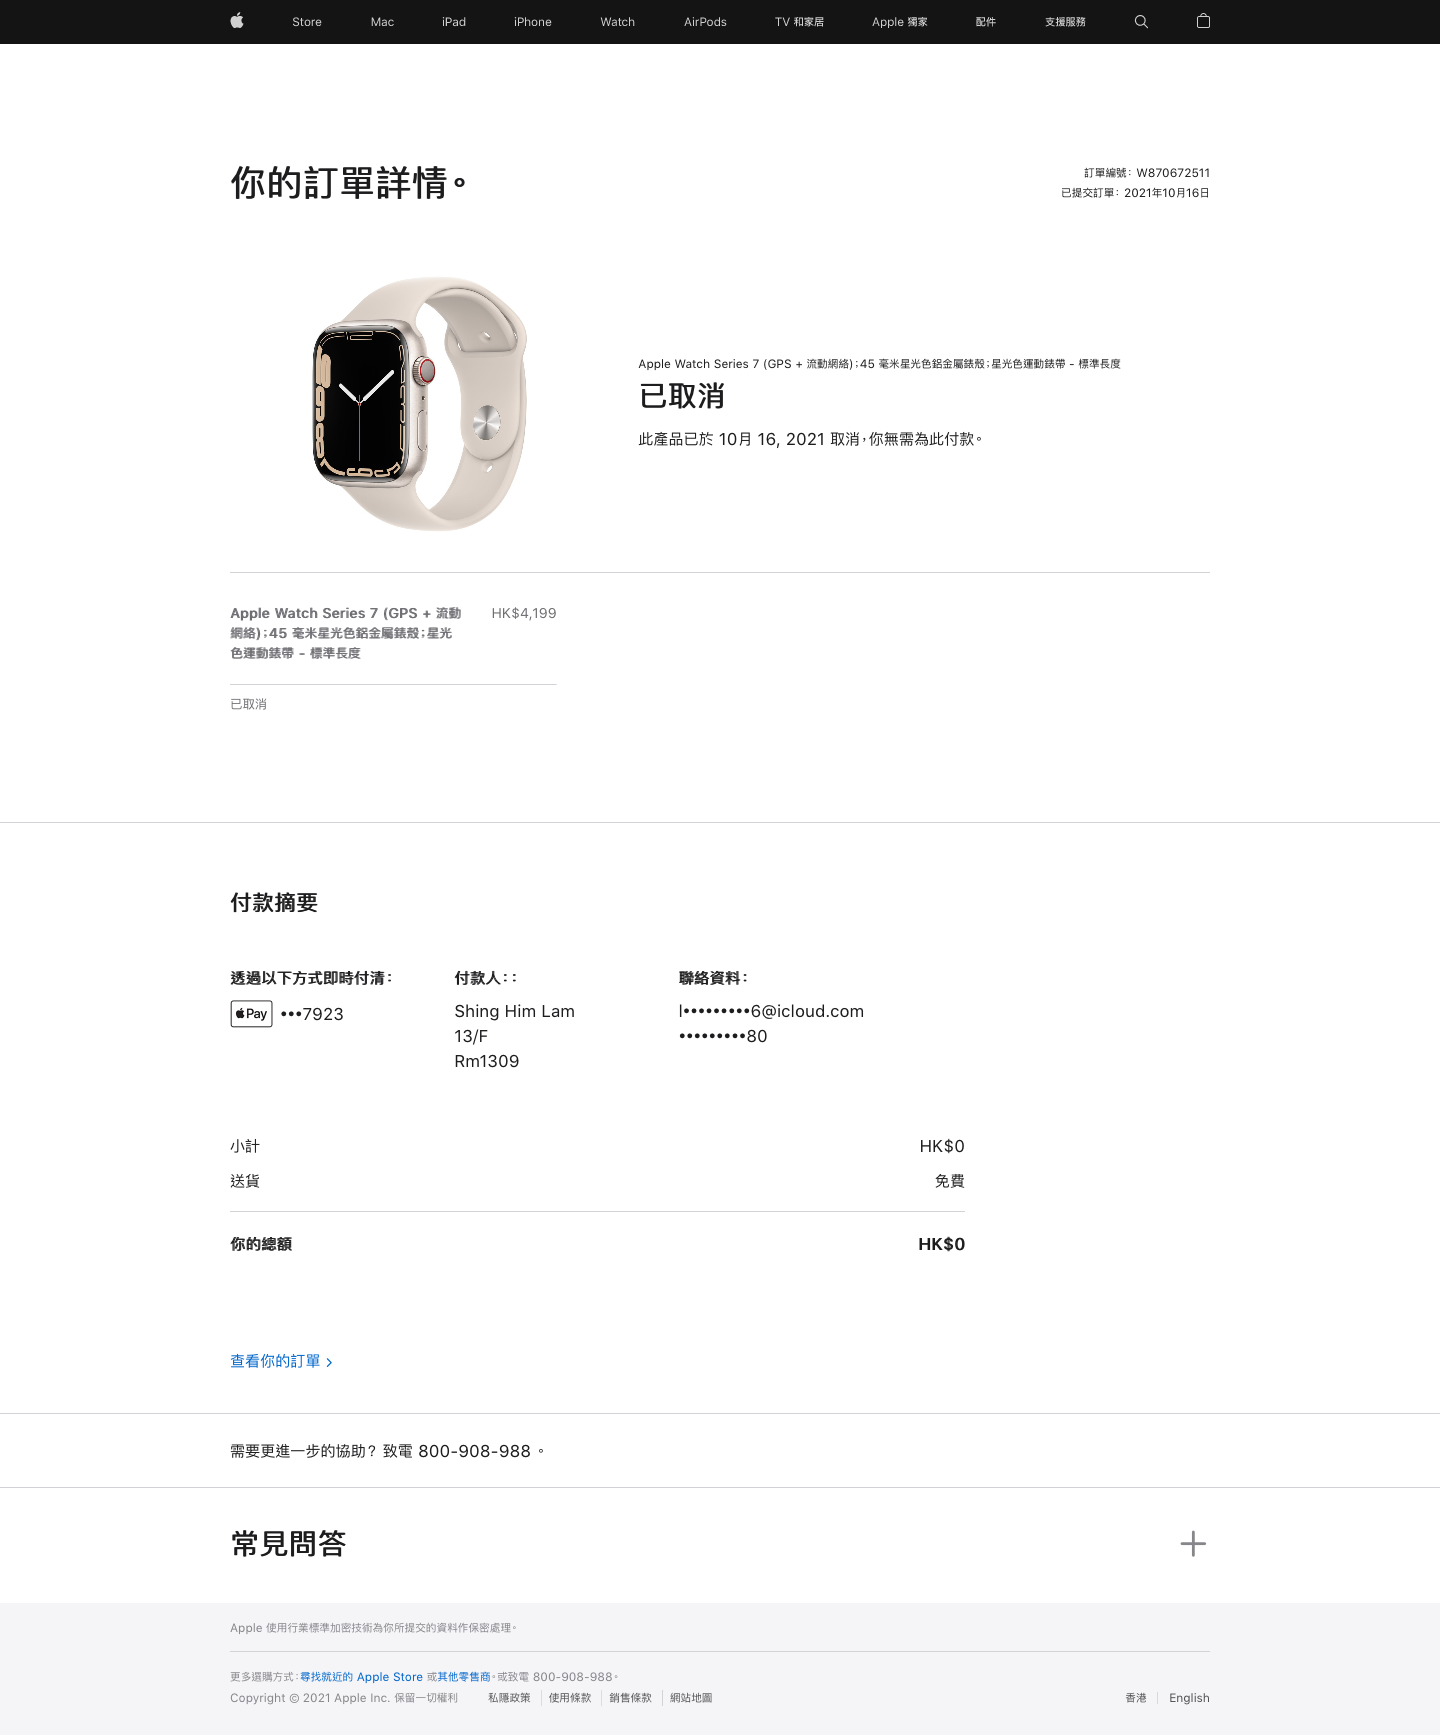 Store Mac iPad iPhone Watch AirPods TV 和家居 Apple 獨家 配件 支援服務
你的訂單詳情。
訂單編號： W870672511
已提交訂單： 2021年10月16日
Apple Watch Series 7 (GPS + 流動網絡)；45 毫米星光色鋁金屬錶殼；星光色運動錶帶 - 標準長度
已取消
此產品已於 10月 16, 2021 取消，你無需為此付款。
Apple Watch Series 7 (GPS + 流動 HK$4,199
網絡)；45 毫米星光色鋁金屬錶殼；星光
色運動錶帶 - 標準長度
已取消
付款摘要
透過以下方式即時付清： 付款人：： 聯絡資料：
Pay •••7923
Shing Him Lam
13/F
Rm1309
l•••••••••6@icloud.com
•••••••••80
小計 HK$0
送貨 免費
你的總額 HK$0
查看你的訂單 >
需要更進一步的協助？ 致電 800-908-988 。
常見問答
Apple 使用行業標準加密技術為你所提交的資料作保密處理。
更多選購方式：尋找就近的 Apple Store 或其他零售商。或致電 800-908-988。
Copyright © 2021 Apple Inc. 保留一切權利 私隱政策 使用條款 銷售條款 網站地圖 香港 English